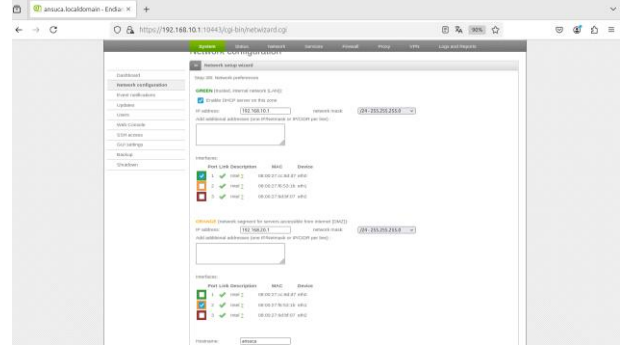 ansuca.localdomain - Endian
https://192.168.10.1:10443/cgi-bin/netwizard.cgi
90%
System Status Network Services Firewall Proxy VPN Logs and Reports
Network configuration
Dashboard
Network configuration
Event notifications
Updates
Users
Web Console
SSH access
GUI settings
Backup
Shutdown
Network setup wizard
Network preferences
GREEN (trusted, internal network (LAN)):
Enable DHCP server on this zone
IP address: 192.168.10.1 network mask: /24 - 255.255.255.0
Add additional addresses (one IP/Netmask or IP/CIDR per line):
Interfaces:
Port Link Description MAC Device
1 Intel ? eth0
2 Intel ? eth1
3 Intel ? eth2
ORANGE (network segment for servers accessible from internet (DMZ)):
IP address: 192.168.20.1 network mask: /24 - 255.255.255.0
Add additional addresses (one IP/Netmask or IP/CIDR per line):
Interfaces:
Port Link Description MAC Device
1 Intel ? eth0
2 Intel ? eth1
3 Intel ? eth2
Hostname: ansuca